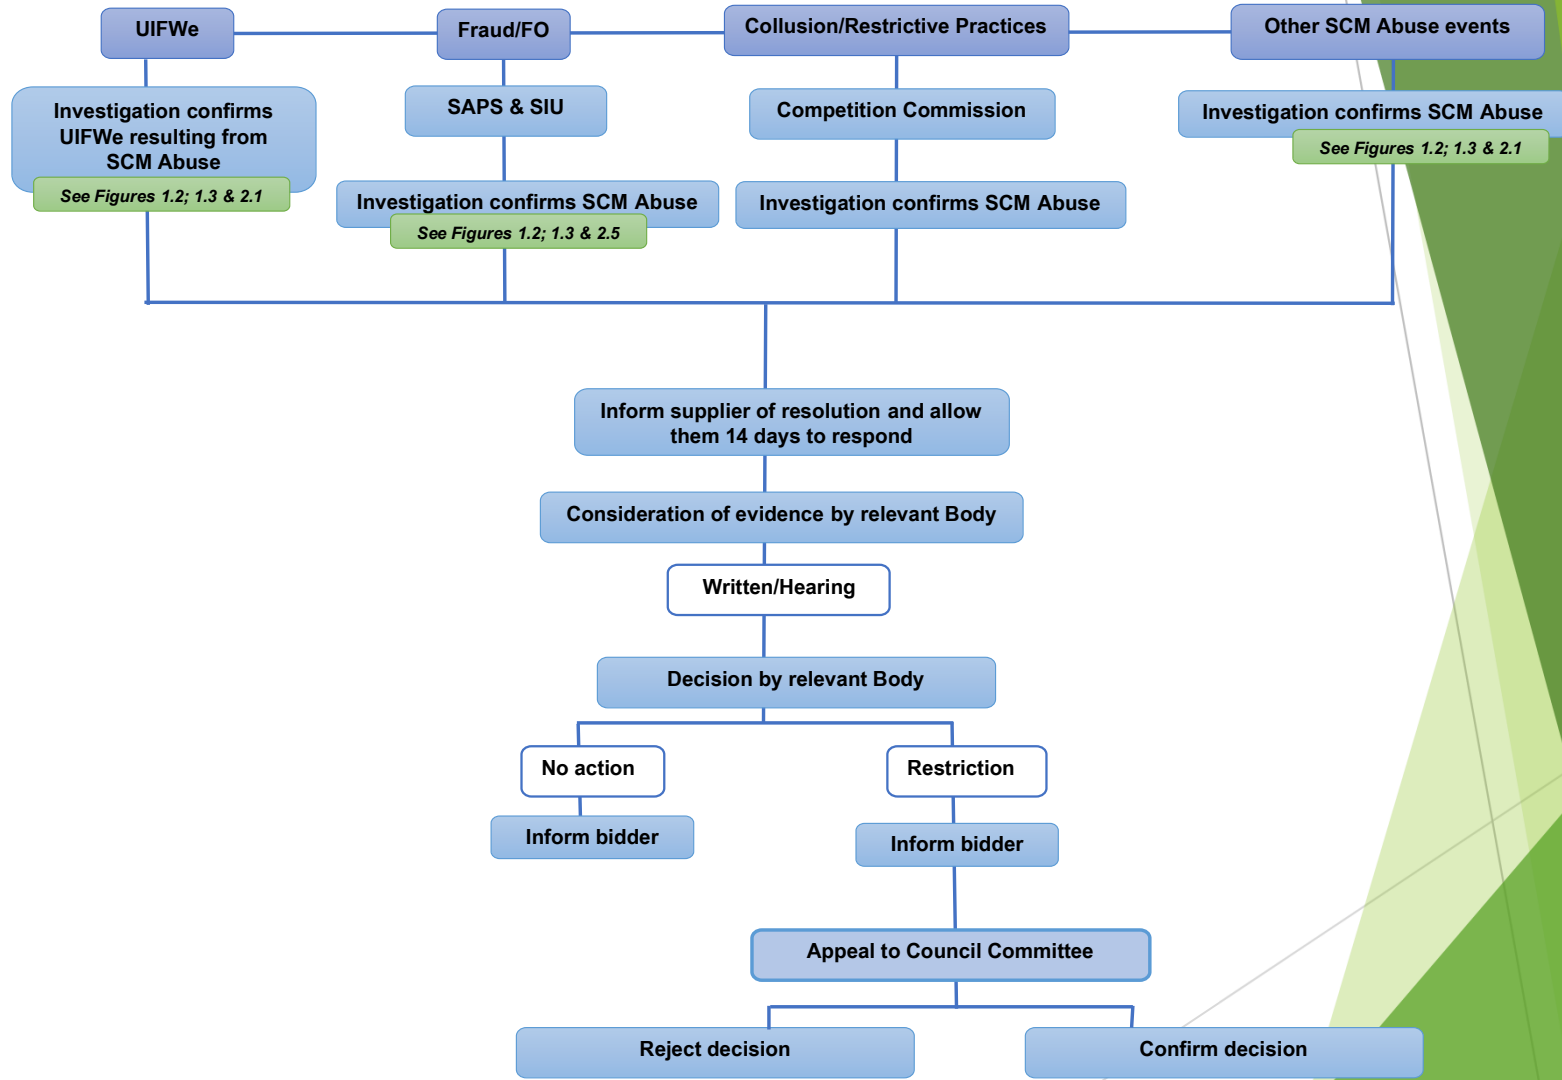 UIFWe
Fraud/FO
Collusion/Restrictive Practices
Other SCM Abuse events
Investigation confirms
UIFWe resulting from
SCM Abuse
See Figures 1.2; 1.3 & 2.1
SAPS & SIU
Investigation confirms SCM Abuse
See Figures 1.2; 1.3 & 2.5
Competition Commission
Investigation confirms SCM Abuse
Investigation confirms SCM Abuse
See Figures 1.2; 1.3 & 2.1
Inform supplier of resolution and allow
them 14 days to respond
Consideration of evidence by relevant Body
Written/Hearing
Decision by relevant Body
No action
Restriction
Inform bidder
Inform bidder
Appeal to Council Committee
Reject decision
Confirm decision